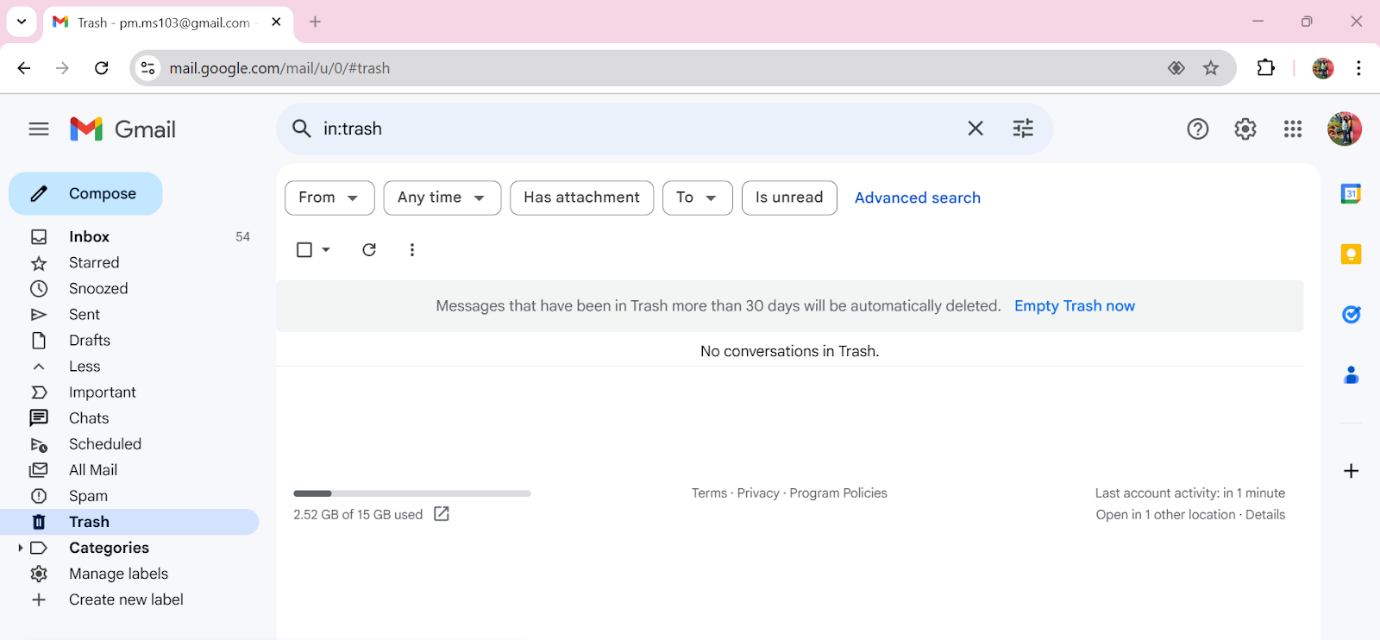 Trash - pm.ms103@gmail.com -
mail.google.com/mail/u/0/#trash
Gmail
in:trash
Compose
From
Any time
Has attachment
To
Is unread
Advanced search
Inbox 54
Starred
Snoozed
Sent
Drafts
Less
Important
Chats
Scheduled
All Mail
Spam
Trash
Categories
Manage labels
Create new label
Messages that have been in Trash more than 30 days will be automatically deleted. Empty Trash now
No conversations in Trash.
2.52 GB of 15 GB used
Terms · Privacy · Program Policies
Last account activity: in 1 minute
Open in 1 other location · Details
31